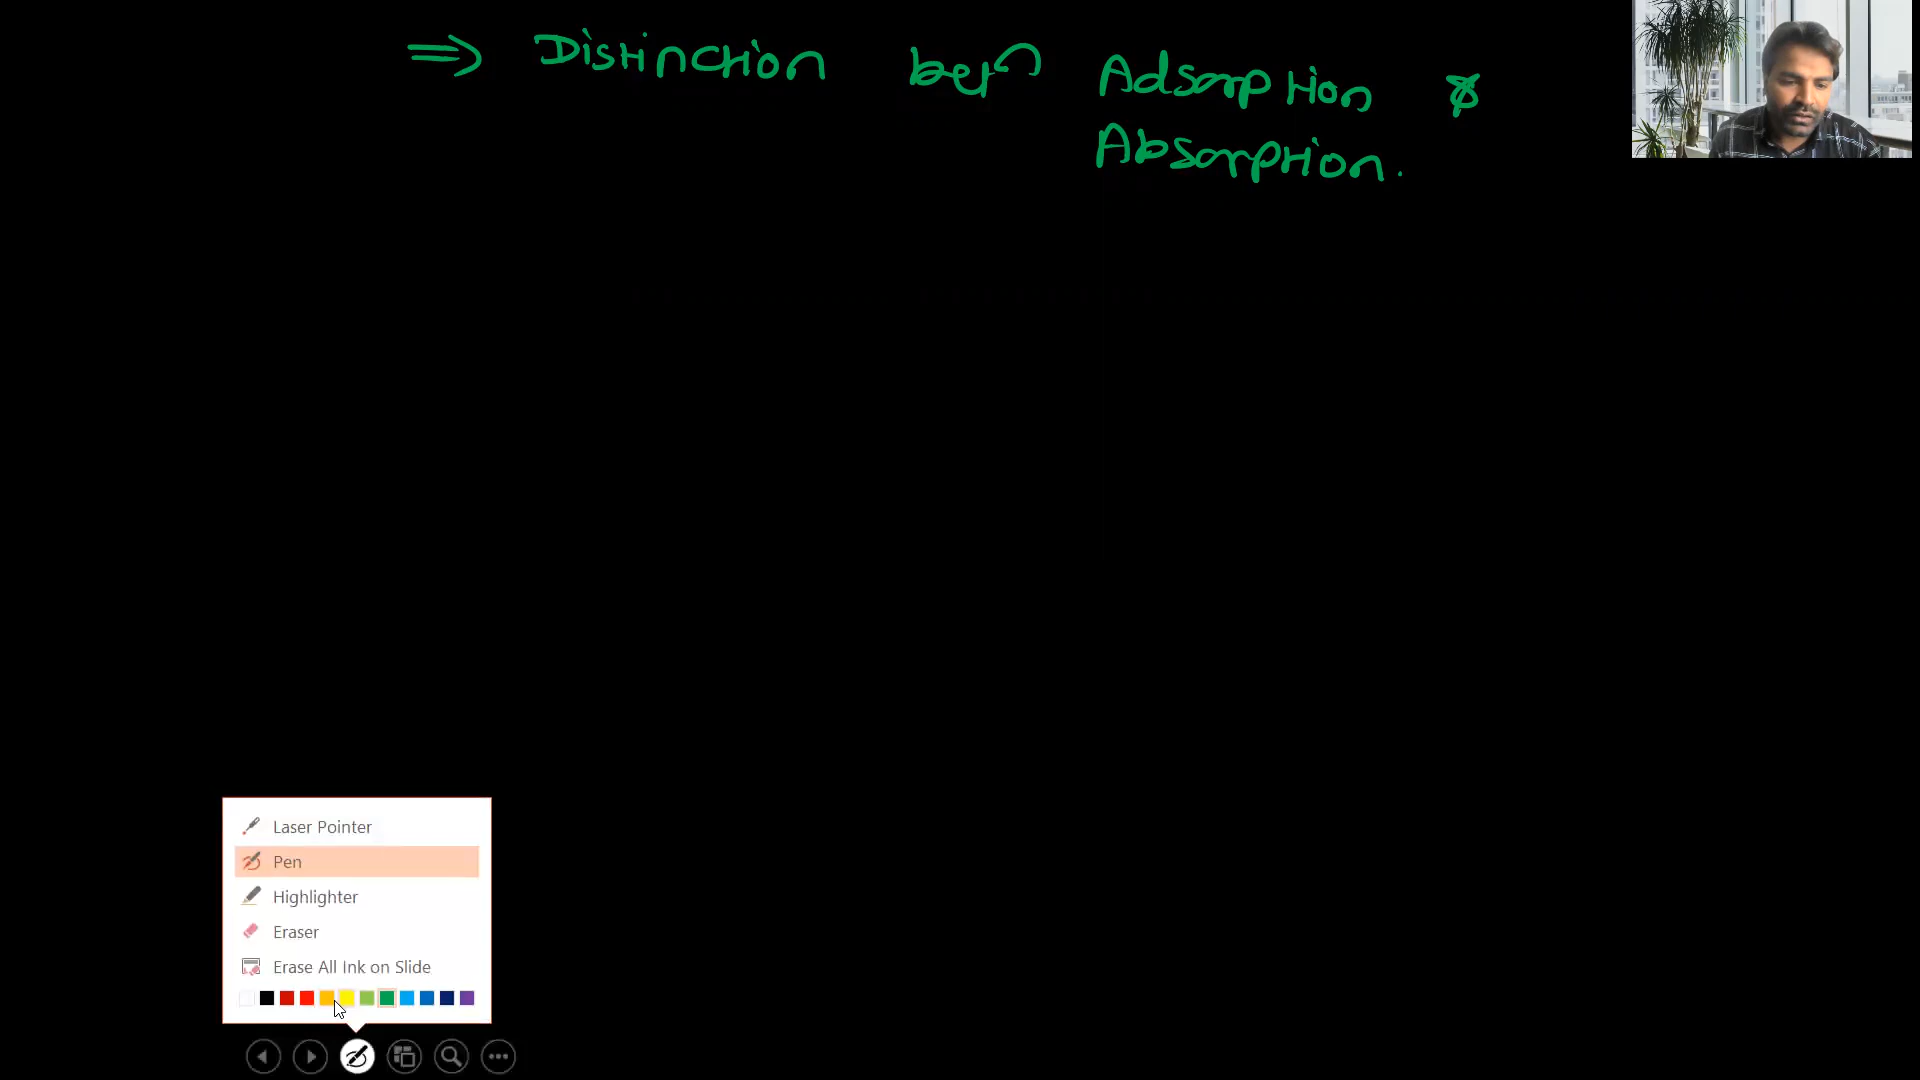 ⇒ Distinction betn Adsorption &
Absorption.
Laser Pointer
Pen
Highlighter
Eraser
Erase All Ink on Slide